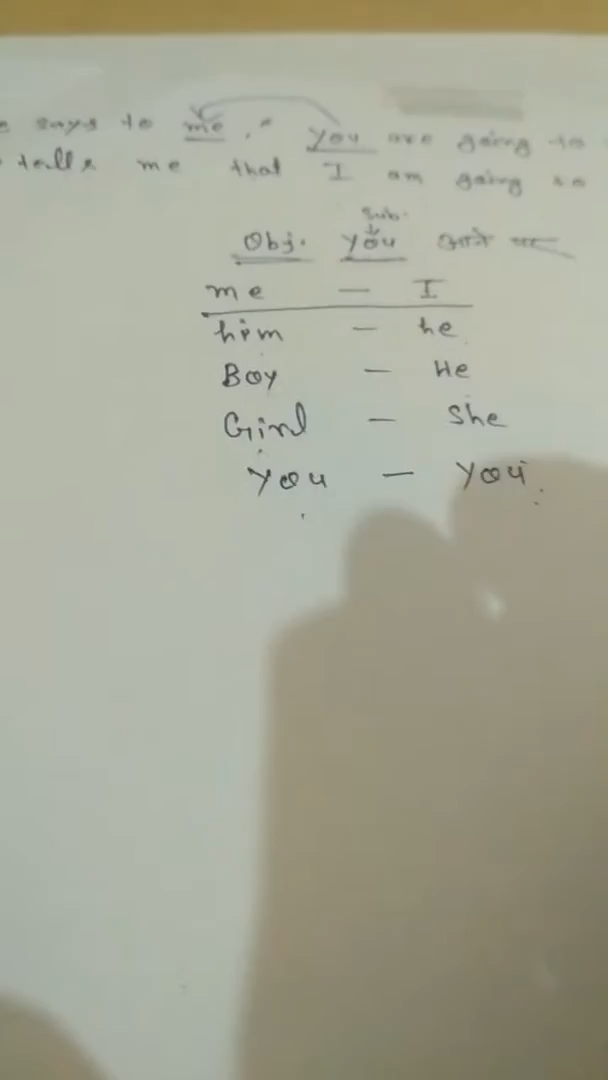 says to me, " you are going to
tells me that I am going to
Sub.
Obj. you आने पर
me — I
him — he
Boy — He
Girl — She
you — you